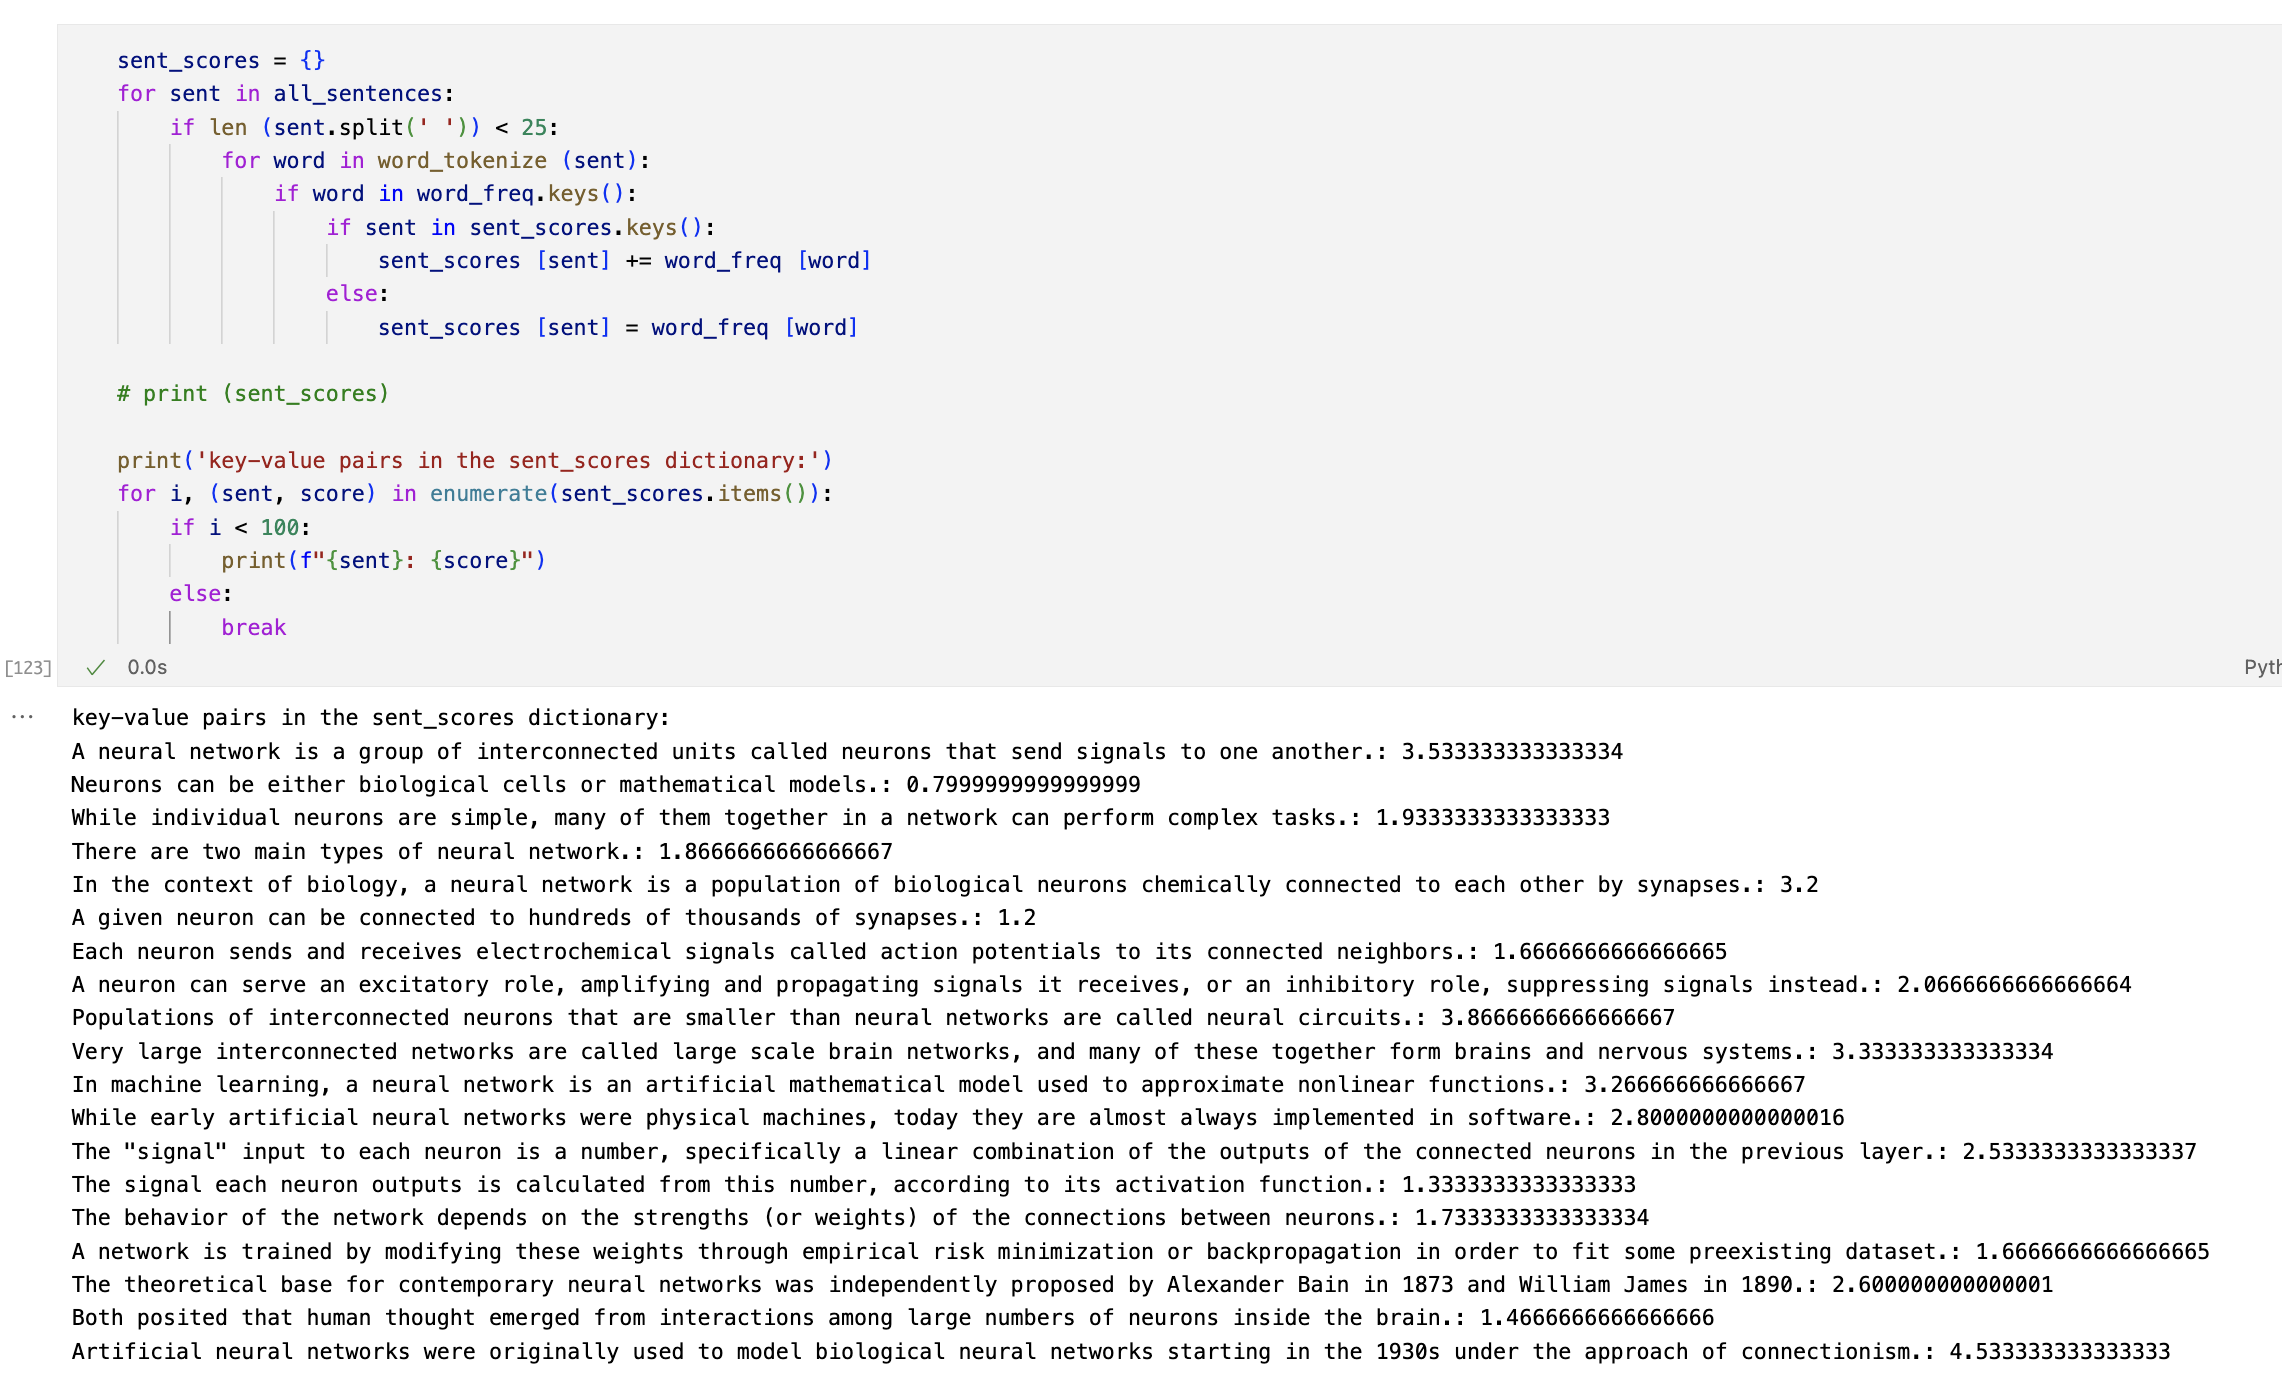 sent_scores = {}
for sent in all_sentences:
    if len (sent.split(' ')) < 25:
        for word in word_tokenize (sent):
            if word in word_freq.keys():
                if sent in sent_scores.keys():
                    sent_scores [sent] += word_freq [word]
                else:
                    sent_scores [sent] = word_freq [word]
# print (sent_scores)
print('key-value pairs in the sent_scores dictionary:')
for i, (sent, score) in enumerate(sent_scores.items()):
    if i < 100:
        print(f"{sent}: {score}")
    else:
        break
[123] ✓ 0.0s Pyth
... key-value pairs in the sent_scores dictionary:
A neural network is a group of interconnected units called neurons that send signals to one another.: 3.533333333333334
Neurons can be either biological cells or mathematical models.: 0.7999999999999999
While individual neurons are simple, many of them together in a network can perform complex tasks.: 1.9333333333333333
There are two main types of neural network.: 1.8666666666666667
In the context of biology, a neural network is a population of biological neurons chemically connected to each other by synapses.: 3.2
A given neuron can be connected to hundreds of thousands of synapses.: 1.2
Each neuron sends and receives electrochemical signals called action potentials to its connected neighbors.: 1.6666666666666665
A neuron can serve an excitatory role, amplifying and propagating signals it receives, or an inhibitory role, suppressing signals instead.: 2.0666666666666664
Populations of interconnected neurons that are smaller than neural networks are called neural circuits.: 3.8666666666666667
Very large interconnected networks are called large scale brain networks, and many of these together form brains and nervous systems.: 3.333333333333334
In machine learning, a neural network is an artificial mathematical model used to approximate nonlinear functions.: 3.266666666666667
While early artificial neural networks were physical machines, today they are almost always implemented in software.: 2.8000000000000016
The "signal" input to each neuron is a number, specifically a linear combination of the outputs of the connected neurons in the previous layer.: 2.5333333333333337
The signal each neuron outputs is calculated from this number, according to its activation function.: 1.3333333333333333
The behavior of the network depends on the strengths (or weights) of the connections between neurons.: 1.7333333333333334
A network is trained by modifying these weights through empirical risk minimization or backpropagation in order to fit some preexisting dataset.: 1.6666666666666665
The theoretical base for contemporary neural networks was independently proposed by Alexander Bain in 1873 and William James in 1890.: 2.600000000000001
Both posited that human thought emerged from interactions among large numbers of neurons inside the brain.: 1.4666666666666666
Artificial neural networks were originally used to model biological neural networks starting in the 1930s under the approach of connectionism.: 4.533333333333333